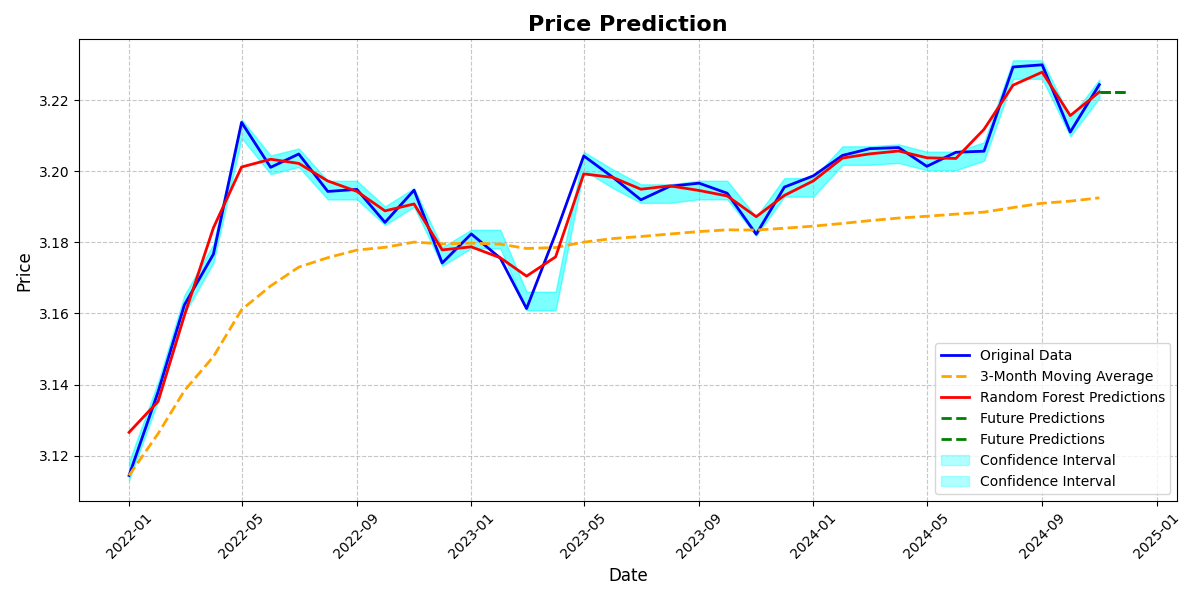 Price Prediction
Price
3.22
3.20
3.18
3.16
3.14
3.12
Original Data
3-Month Moving Average
Random Forest Predictions
Future Predictions
Future Predictions
Confidence Interval
Confidence Interval
2022-01
2022-05
2022-09
2023-01
2023-05
2023-09
2024-01
2024-05
2024-09
2025-01
Date